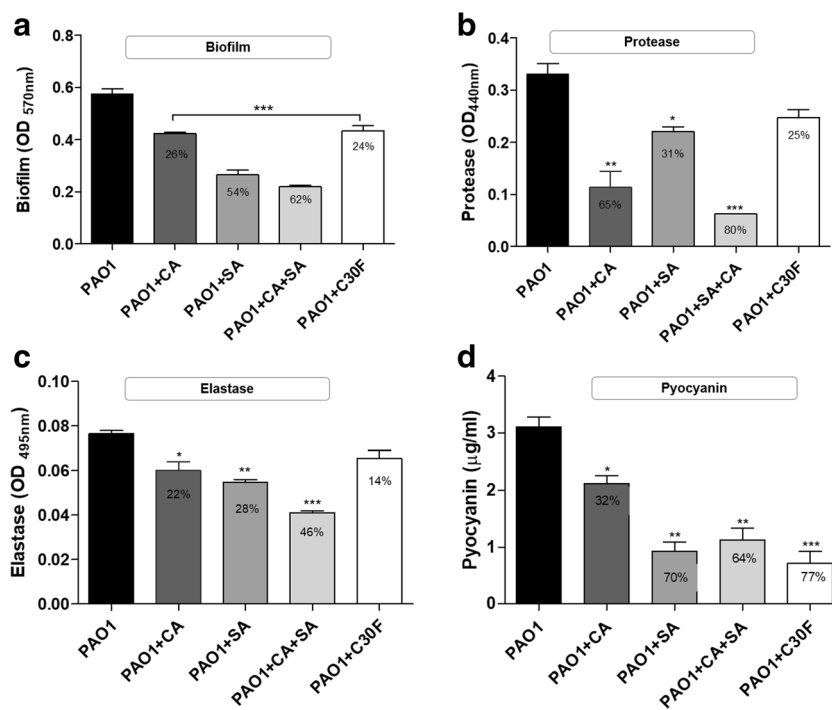 a
Biofilm
Biofilm (OD 570nm)
0.8
0.6
0.4
0.2
0.0
***
26%
54%
62%
24%
PAO1
PAO1+CA
PAO1+SA
PAO1+CA+SA
PAO1+C30F
b
Protease
Protease (OD440nm)
0.4
0.3
0.2
0.1
0.0
**
65%
*
31%
***
80%
25%
PAO1
PAO1+CA
PAO1+SA
PAO1+SA+CA
PAO1+C30F
c
Elastase
Elastase (OD 495nm)
0.10
0.08
0.06
0.04
0.02
0.00
*
22%
**
28%
***
46%
14%
PAO1
PAO1+CA
PAO1+SA
PAO1+CA+SA
PAO1+C30F
d
Pyocyanin
Pyocyanin (μg/ml)
4
3
2
1
0
*
32%
**
70%
**
64%
***
77%
PAO1
PAO1+CA
PAO1+SA
PAO1+CA+SA
PAO1+C30F